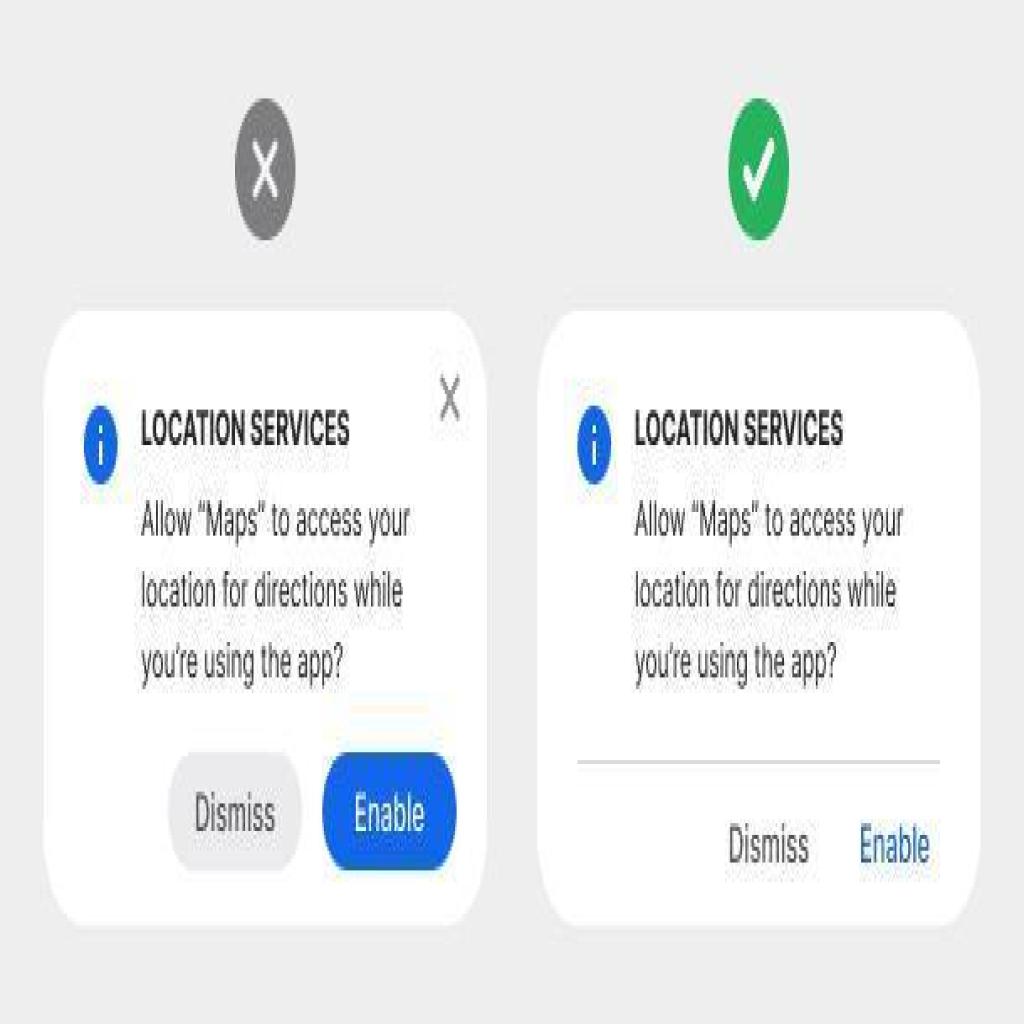 LOCATION SERVICES
Allow “Maps” to access your
location for directions while
you’re using the app?
Dismiss Enable
LOCATION SERVICES
Allow “Maps” to access your
location for directions while
you’re using the app?
Dismiss Enable